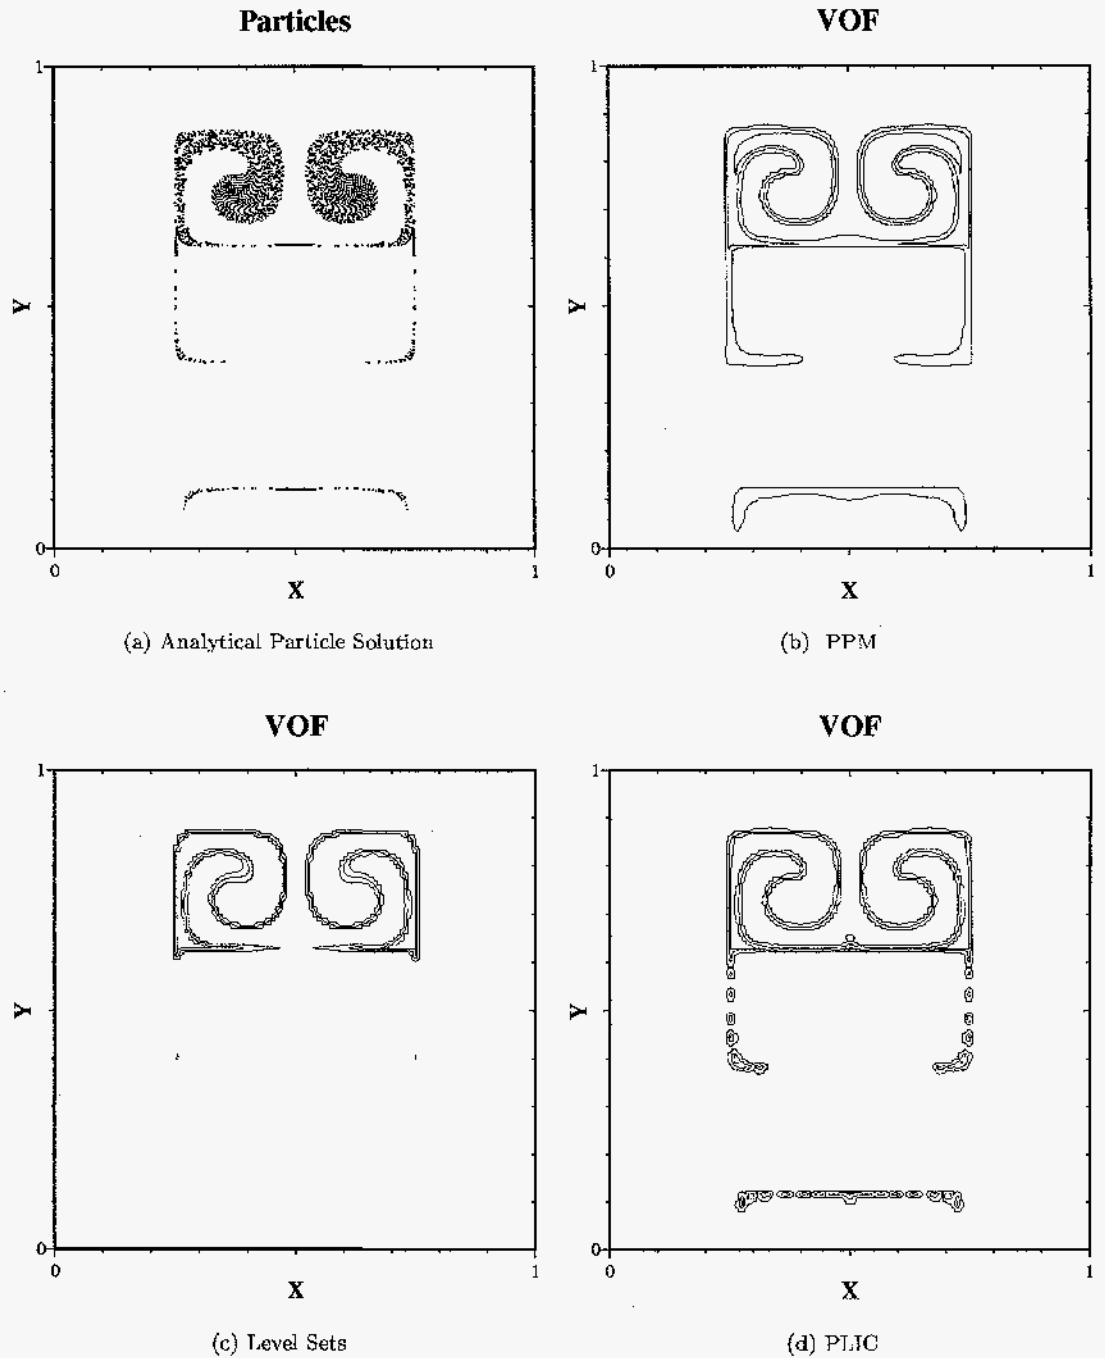 Particles
VOF
1
Y
0
0
X
1
1
Y
0
0
X
1
(a) Analytical Particle Solution
(b) PPM
VOF
VOF
1
Y
0
0
X
1
1
Y
0
0
X
1
(c) Level Sets
(d) PLIC